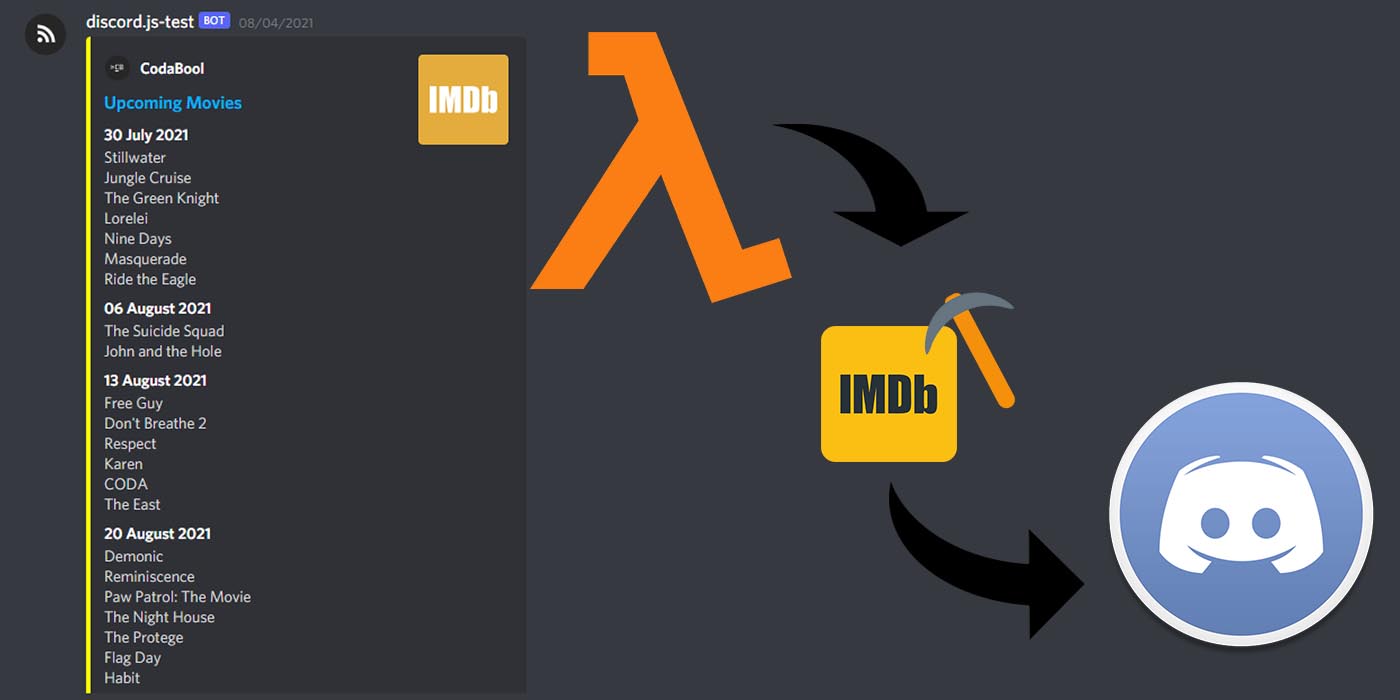 discord.js-test BOT 08/04/2021
CodaBool
IMDb
Upcoming Movies
30 July 2021
Stillwater
Jungle Cruise
The Green Knight
Lorelei
Nine Days
Masquerade
Ride the Eagle
06 August 2021
The Suicide Squad
John and the Hole
13 August 2021
Free Guy
Don't Breathe 2
Respect
Karen
CODA
The East
20 August 2021
Demonic
Reminiscence
Paw Patrol: The Movie
The Night House
The Protege
Flag Day
Habit
λ
IMDb